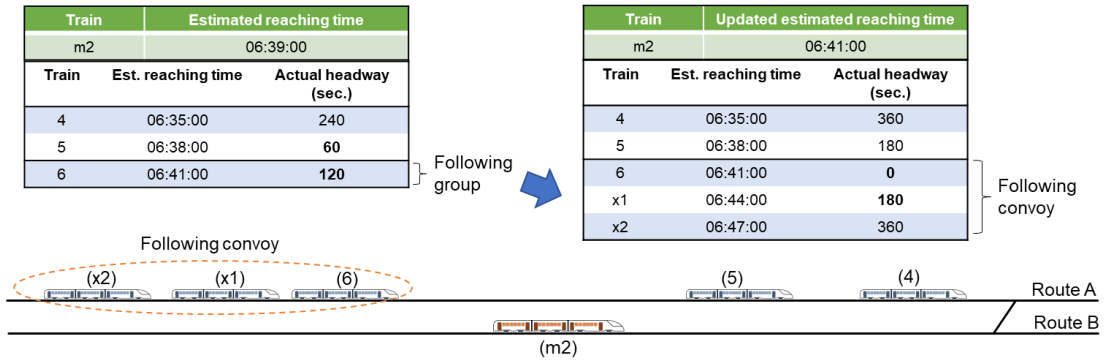 Train Estimated reaching time
m2 06:39:00
Train Est. reaching time Actual headway
(sec.)
4 06:35:00 240
5 06:38:00 60
6 06:41:00 120
Following
group
Train Updated estimated reaching time
m2 06:41:00
Train Est. reaching time Actual headway
(sec.)
4 06:35:00 360
5 06:38:00 180
6 06:41:00 0
x1 06:44:00 180
x2 06:47:00 360
Following
convoy
Following convoy
(x2) (x1) (6) (5) (4)
Route A
Route B
(m2)